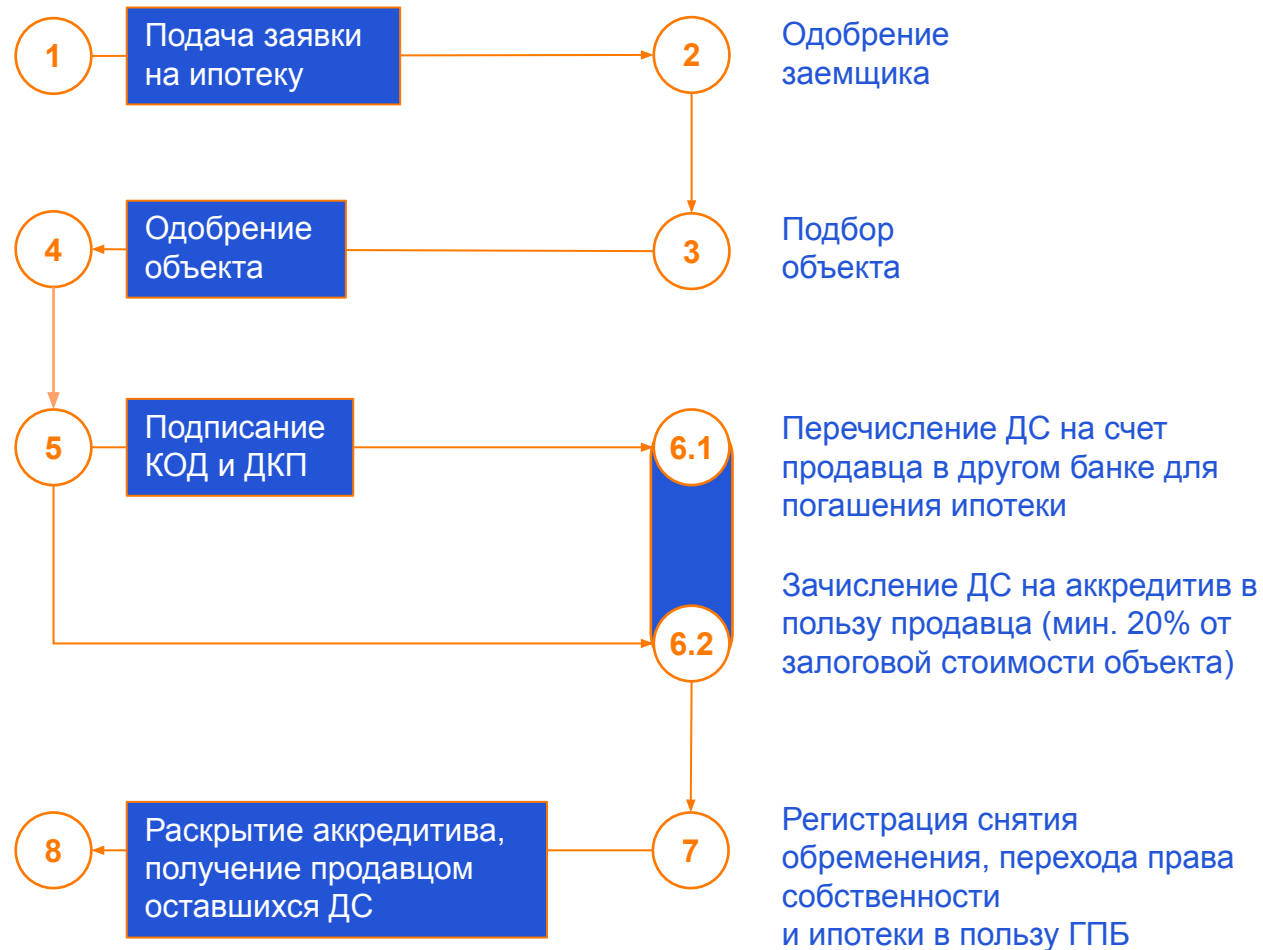 1
Подача заявки
на ипотеку
2
Одобрение
заемщика
4
Одобрение
объекта
3
Подбор
объекта
5
Подписание
КОД и ДКП
6.1
Перечисление ДС на счет
продавца в другом банке для
погашения ипотеки
6.2
Зачисление ДС на аккредитив в
пользу продавца (мин. 20% от
залоговой стоимости объекта)
8
Раскрытие аккредитива,
получение продавцом
оставшихся ДС
7
Регистрация снятия
обременения, перехода права
собственности
и ипотеки в пользу ГПБ